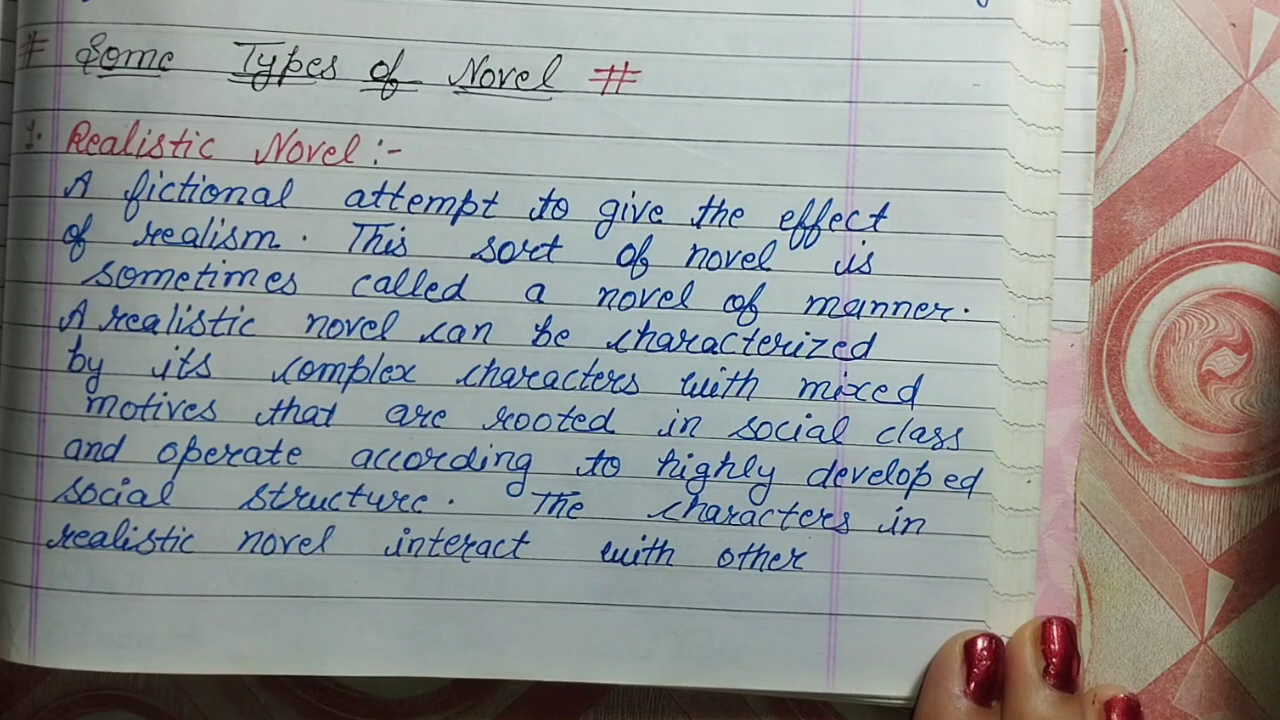 # Some Types of Novel #
1. Realistic Novel :-
A fictional attempt to give the effect
of realism. This sort of novel is
sometimes called a novel of manner.
A realistic novel can be characterized
by its complex characters with mixed
motives that are rooted in social class
and operate according to highly developed
social structure. The characters in
realistic novel interact with other